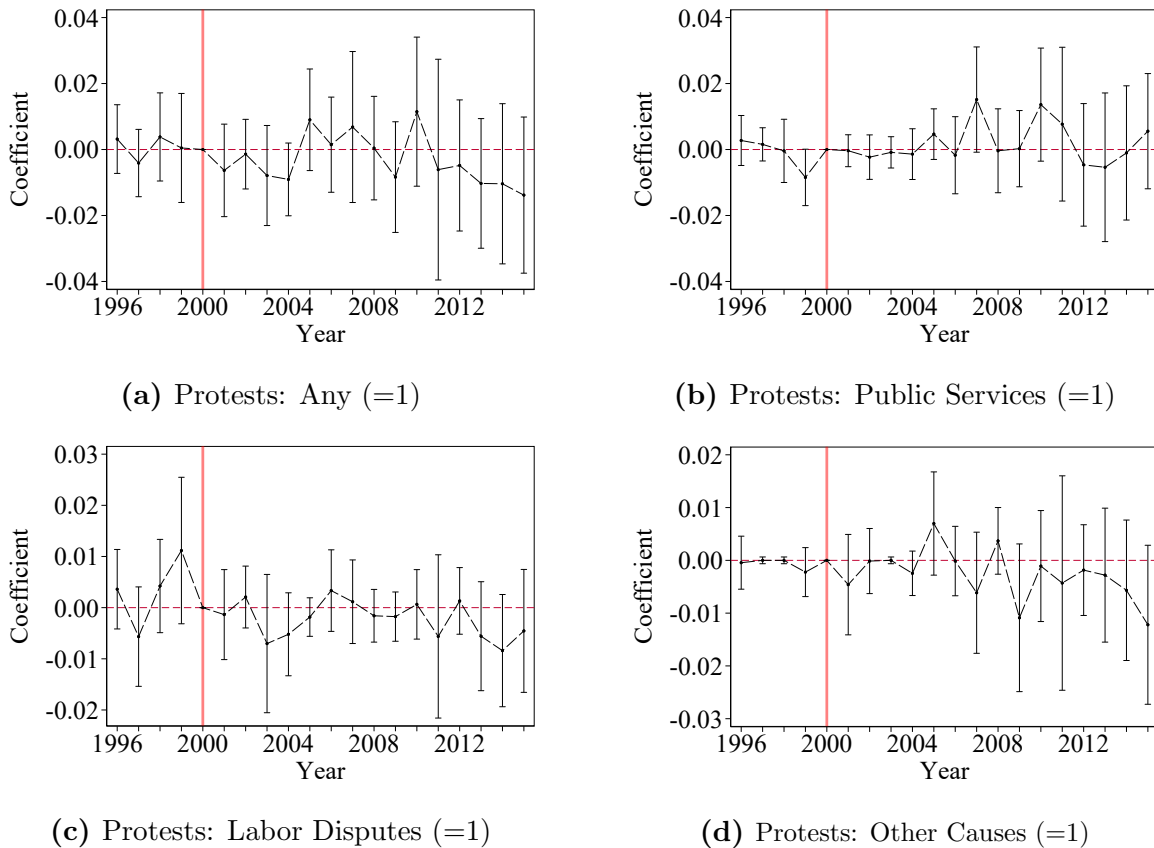 0.04
0.02
0.00
-0.02
-0.04
Coefficient
1996 2000 2004 2008 2012
Year
(a) Protests: Any (=1)
0.04
0.02
0.00
-0.02
-0.04
Coefficient
1996 2000 2004 2008 2012
Year
(b) Protests: Public Services (=1)
0.03
0.02
0.01
0.00
-0.01
-0.02
Coefficient
1996 2000 2004 2008 2012
Year
(c) Protests: Labor Disputes (=1)
0.02
0.01
0.00
-0.01
-0.02
-0.03
Coefficient
1996 2000 2004 2008 2012
Year
(d) Protests: Other Causes (=1)